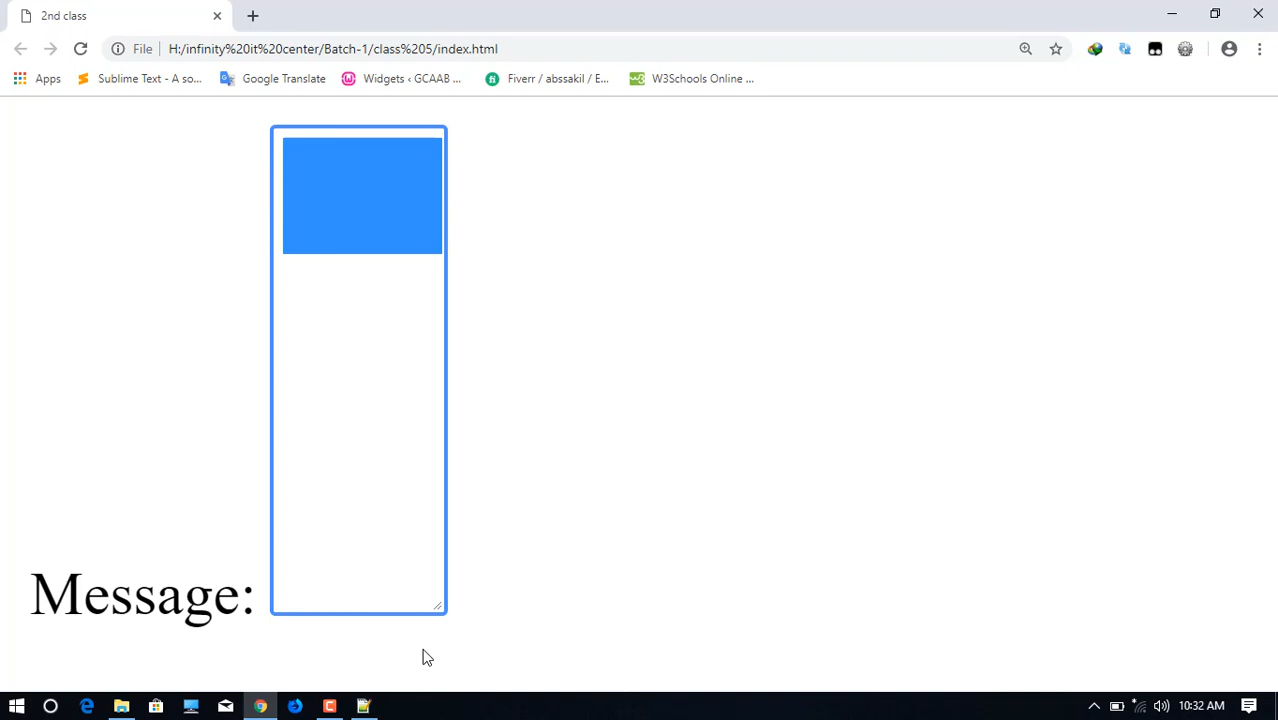 2nd class
File
H:/infinity%20it%20center/Batch-1/class%205/index.html
Apps
Sublime Text - A so...
Google Translate
Widgets ‹ GCAAB ...
Fiverr / abssakil / E...
W3Schools Online ...
Message:
10:32 AM